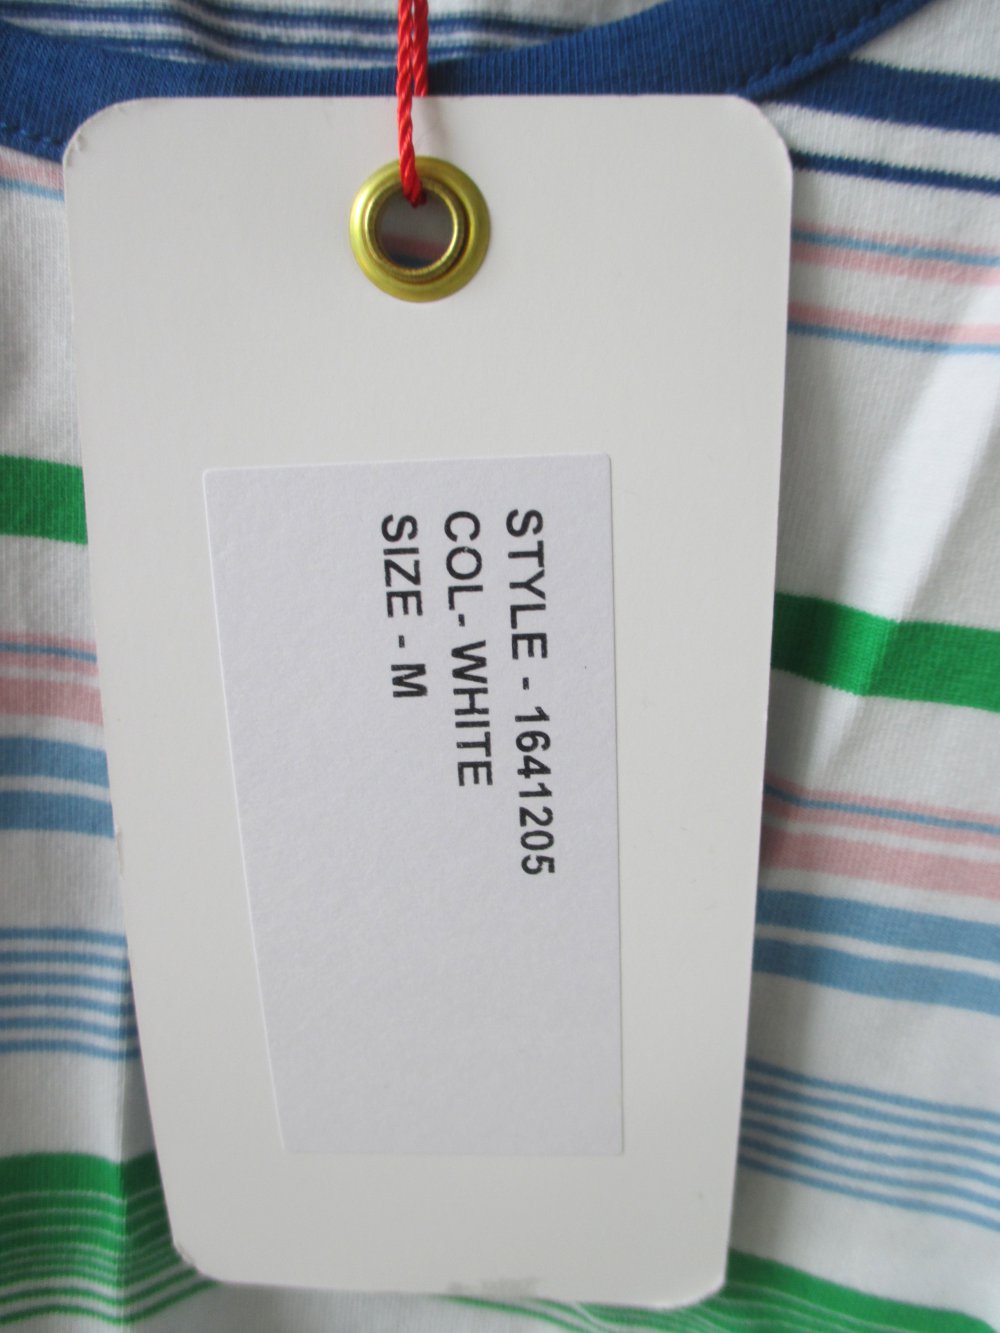 STYLE - 1641205
COL- WHITE
SIZE - M